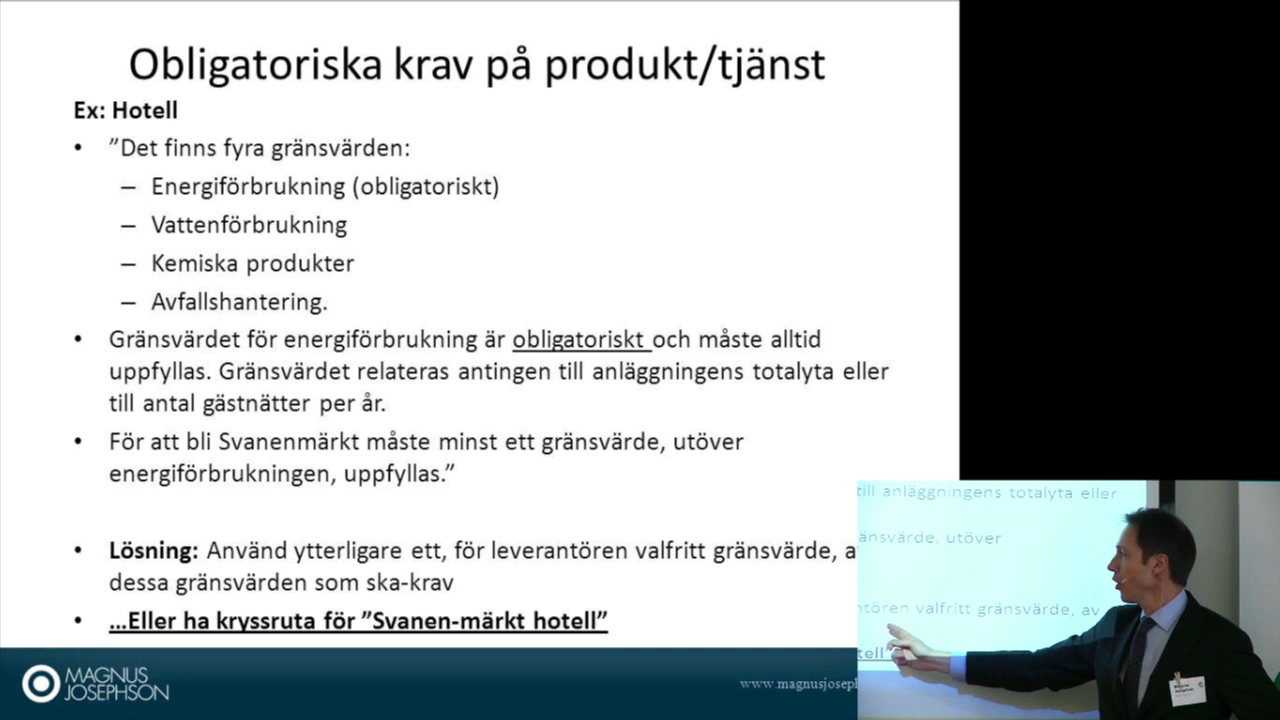 Obligatoriska krav på produkt/tjänst
Ex: Hotell
• ”Det finns fyra gränsvärden:
– Energiförbrukning (obligatoriskt)
– Vattenförbrukning
– Kemiska produkter
– Avfallshantering.
• Gränsvärdet för energiförbrukning är obligatoriskt och måste alltid
uppfyllas. Gränsvärdet relateras antingen till anläggningens totalyta eller
till antal gästnätter per år.
• För att bli Svanenmärkt måste minst ett gränsvärde, utöver
energiförbrukningen, uppfyllas.”
• Lösning: Använd ytterligare ett, för leverantören valfritt gränsvärde, a
dessa gränsvärden som ska-krav
• …Eller ha kryssruta för ”Svanen-märkt hotell”
till anläggningens totalyta eller
änsvärde, utöver
ntören valfritt gränsvärde, av
tell”
MAGNUS
JOSEPHSON
www.magnusjoseph